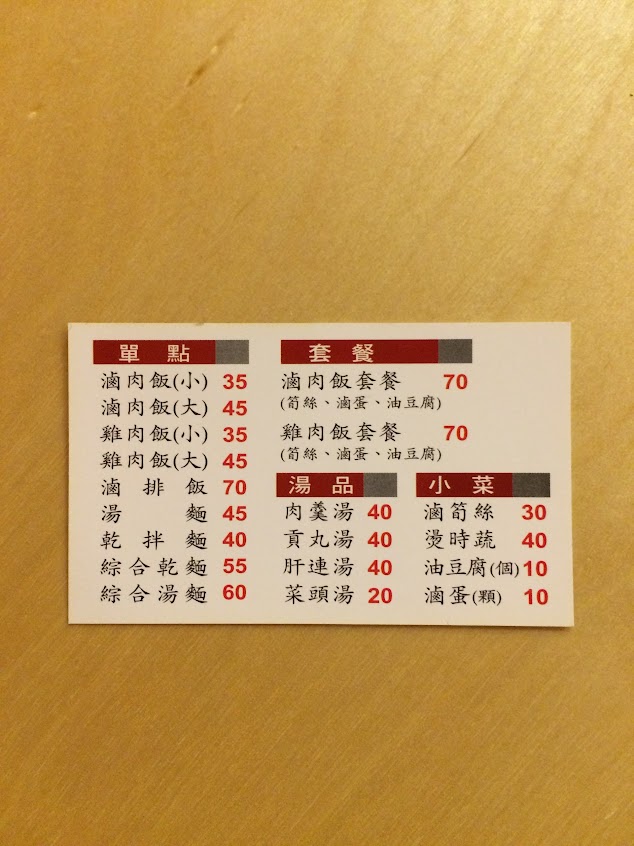 單點
滷肉飯(小) 35
滷肉飯(大) 45
雞肉飯(小) 35
雞肉飯(大) 45
滷排飯 70
湯麵 45
乾拌麵 40
綜合乾麵 55
綜合湯麵 60
套餐
滷肉飯套餐 70
(筍絲、滷蛋、油豆腐)
雞肉飯套餐 70
(筍絲、滷蛋、油豆腐)
湯品
肉羹湯 40
貢丸湯 40
肝連湯 40
菜頭湯 20
小菜
滷筍絲 30
燙時蔬 40
油豆腐(個) 10
滷蛋(顆) 10